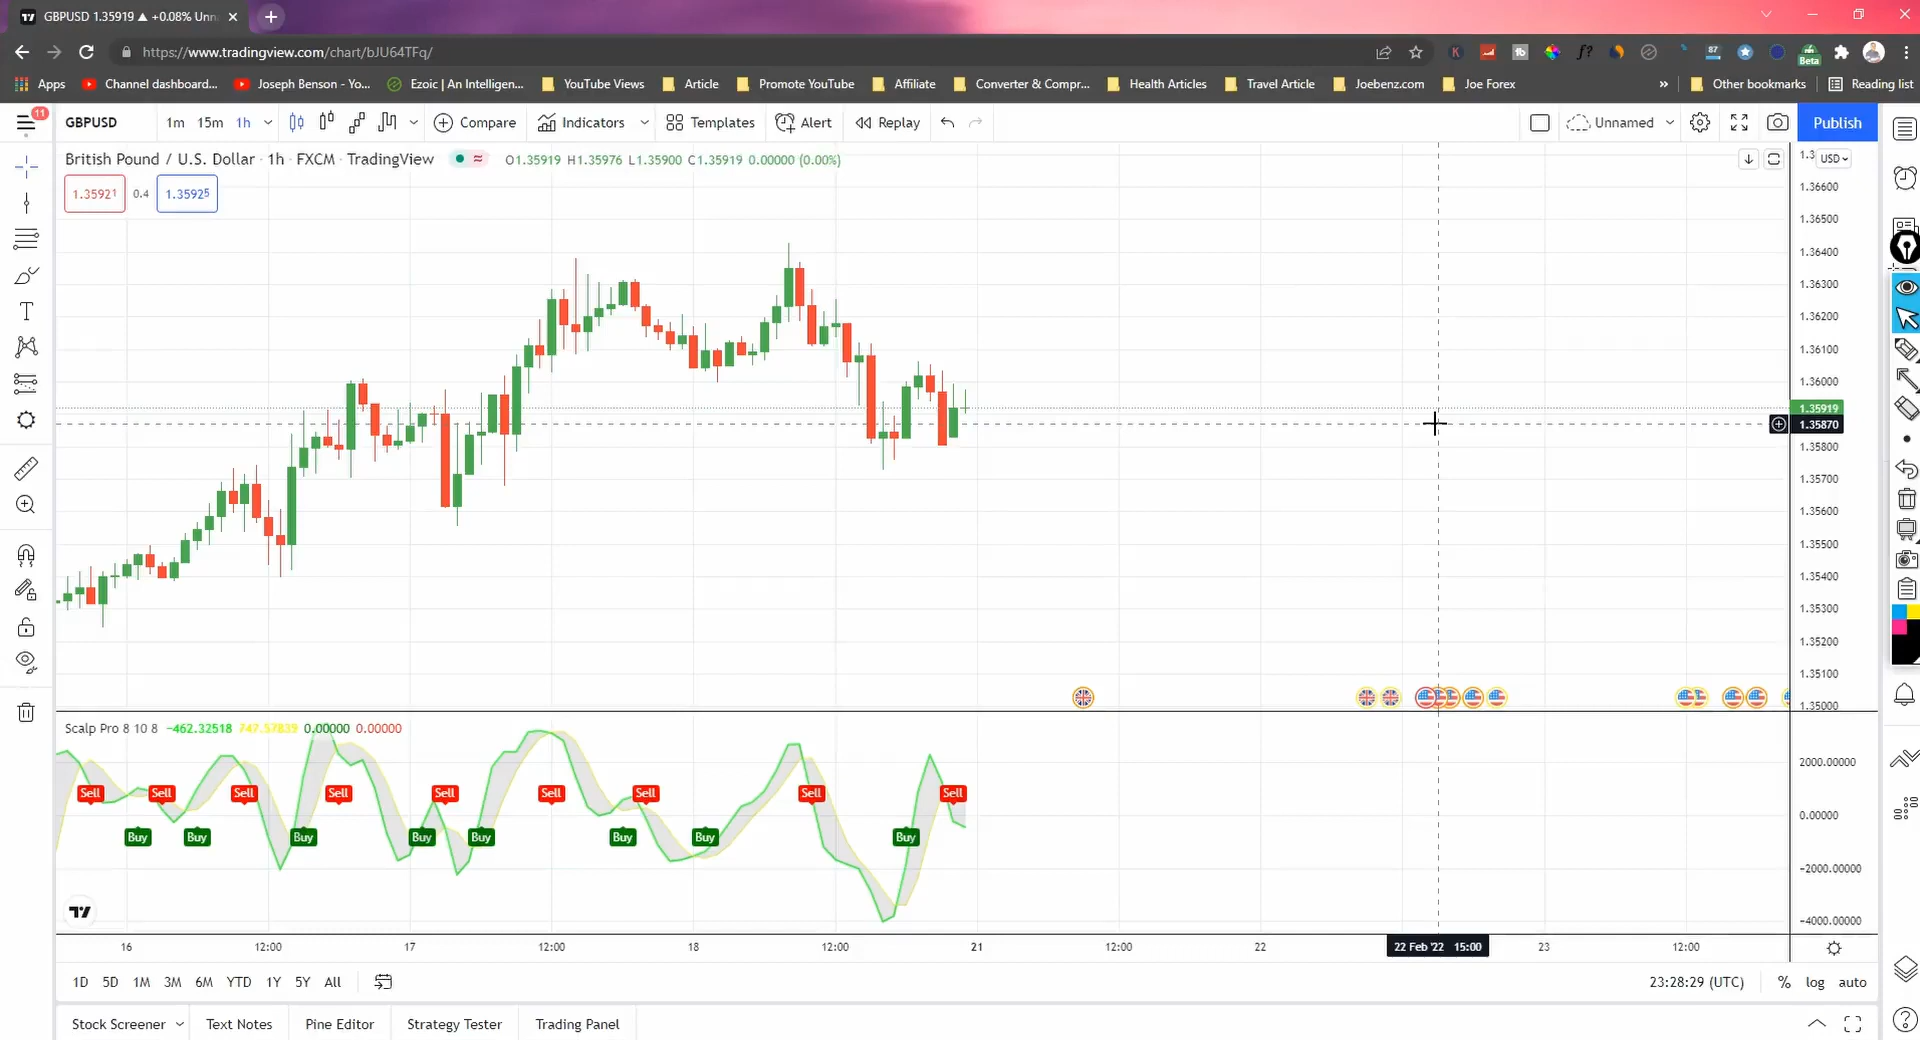 GBPUSD 1.35919 ▲ +0.08% Unn
https://www.tradingview.com/chart/bJU64TFq/
87
Beta
Apps
Channel dashboard...
Joseph Benson - Yo...
Ezoic | An Intelligen...
YouTube Views
Article
Promote YouTube
Affiliate
Converter & Compr...
Health Articles
Travel Article
Joebenz.com
Joe Forex
»
Other bookmarks
Reading list
11
GBPUSD
1m 15m 1h
Compare
Indicators
Templates
Alert
Replay
Unnamed
Publish
British Pound / U.S. Dollar · 1h · FXCM · TradingView
O1.35919 H1.35976 L1.35900 C1.35919 0.00000 (0.00%)
1.35921 0.4 1.35925
USD
1.36600
1.36500
1.36400
1.36300
1.36200
1.36100
1.36000
1.35919
1.35870
1.35800
1.35700
1.35600
1.35500
1.35400
1.35300
1.35200
1.35100
1.35000
Scalp Pro 8 10 8 −462.32518 747.57839 0.00000 0.00000
Sell Sell Sell Sell Sell Sell Sell Sell Sell
Buy Buy Buy Buy Buy Buy Buy Buy
2000.00000
0.00000
−2000.00000
−4000.00000
16 12:00 17 12:00 18 12:00 21 12:00 22 22 Feb '22 15:00 23 12:00
1D 5D 1M 3M 6M YTD 1Y 5Y All
23:28:29 (UTC)
% log auto
Stock Screener
Text Notes
Pine Editor
Strategy Tester
Trading Panel